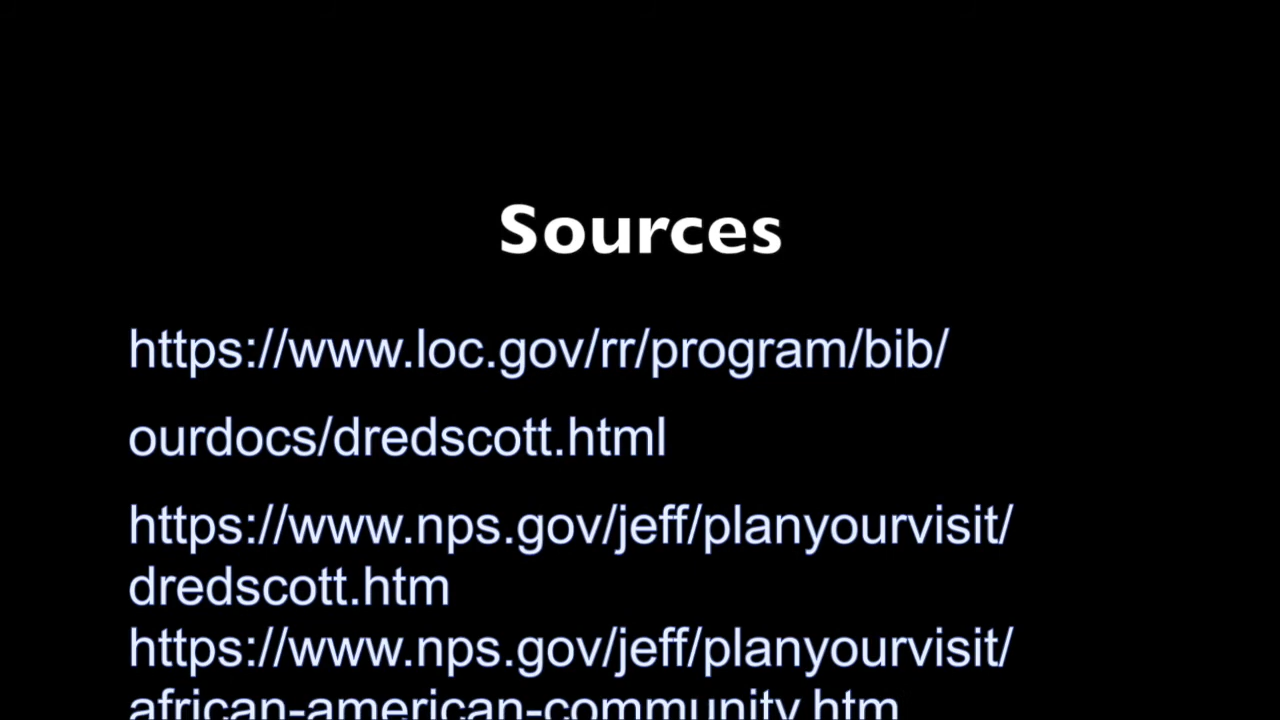 Sources
https://www.loc.gov/rr/program/bib/
ourdocs/dredscott.html
https://www.nps.gov/jeff/planyourvisit/
dredscott.htm
https://www.nps.gov/jeff/planyourvisit/
african-american-community.htm